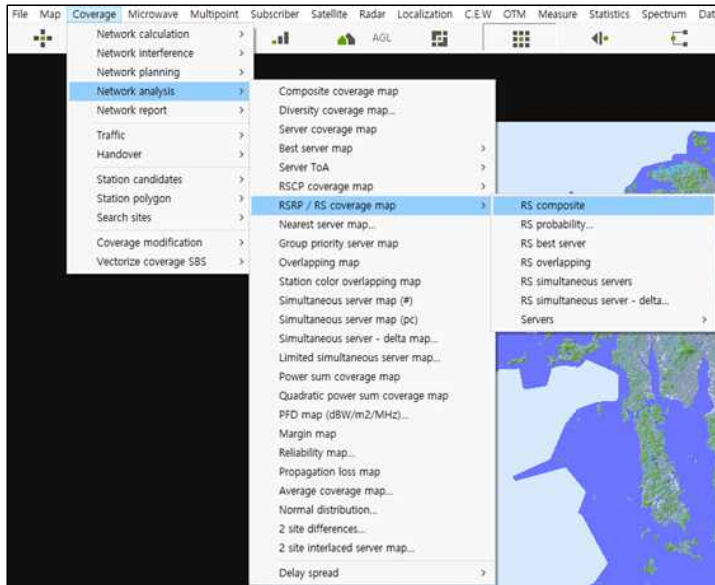 File Map Coverage Microwave Multipoint Subscriber Satellite Radar Localization C.E.W OTM Measure Statistics Spectrum Dat
AGL
Network calculation >
Network interference >
Network planning >
Network analysis >
Network report >
Traffic >
Handover >
Station candidates >
Station polygon >
Search sites >
Coverage modification >
Vectorize coverage SBS >
Composite coverage map
Diversity coverage map...
Server coverage map
Best server map >
Server ToA >
RSCP coverage map >
RSRP / RS coverage map >
Nearest server map...
Group priority server map
Overlapping map
Station color overlapping map
Simultaneous server map (#)
Simultaneous server map (pc)
Simultaneous server - delta map...
Limited simultaneous server map...
Power sum coverage map
Quadratic power sum coverage map
PFD map (dBW/m2/MHz)...
Margin map
Reliability map...
Propagation loss map
Average coverage map...
Normal distribution...
2 site differences...
2 site interlaced server map...
Delay spread >
RS composite
RS probability...
RS best server
RS overlapping
RS simultaneous servers
RS simultaneous server - delta...
Servers >